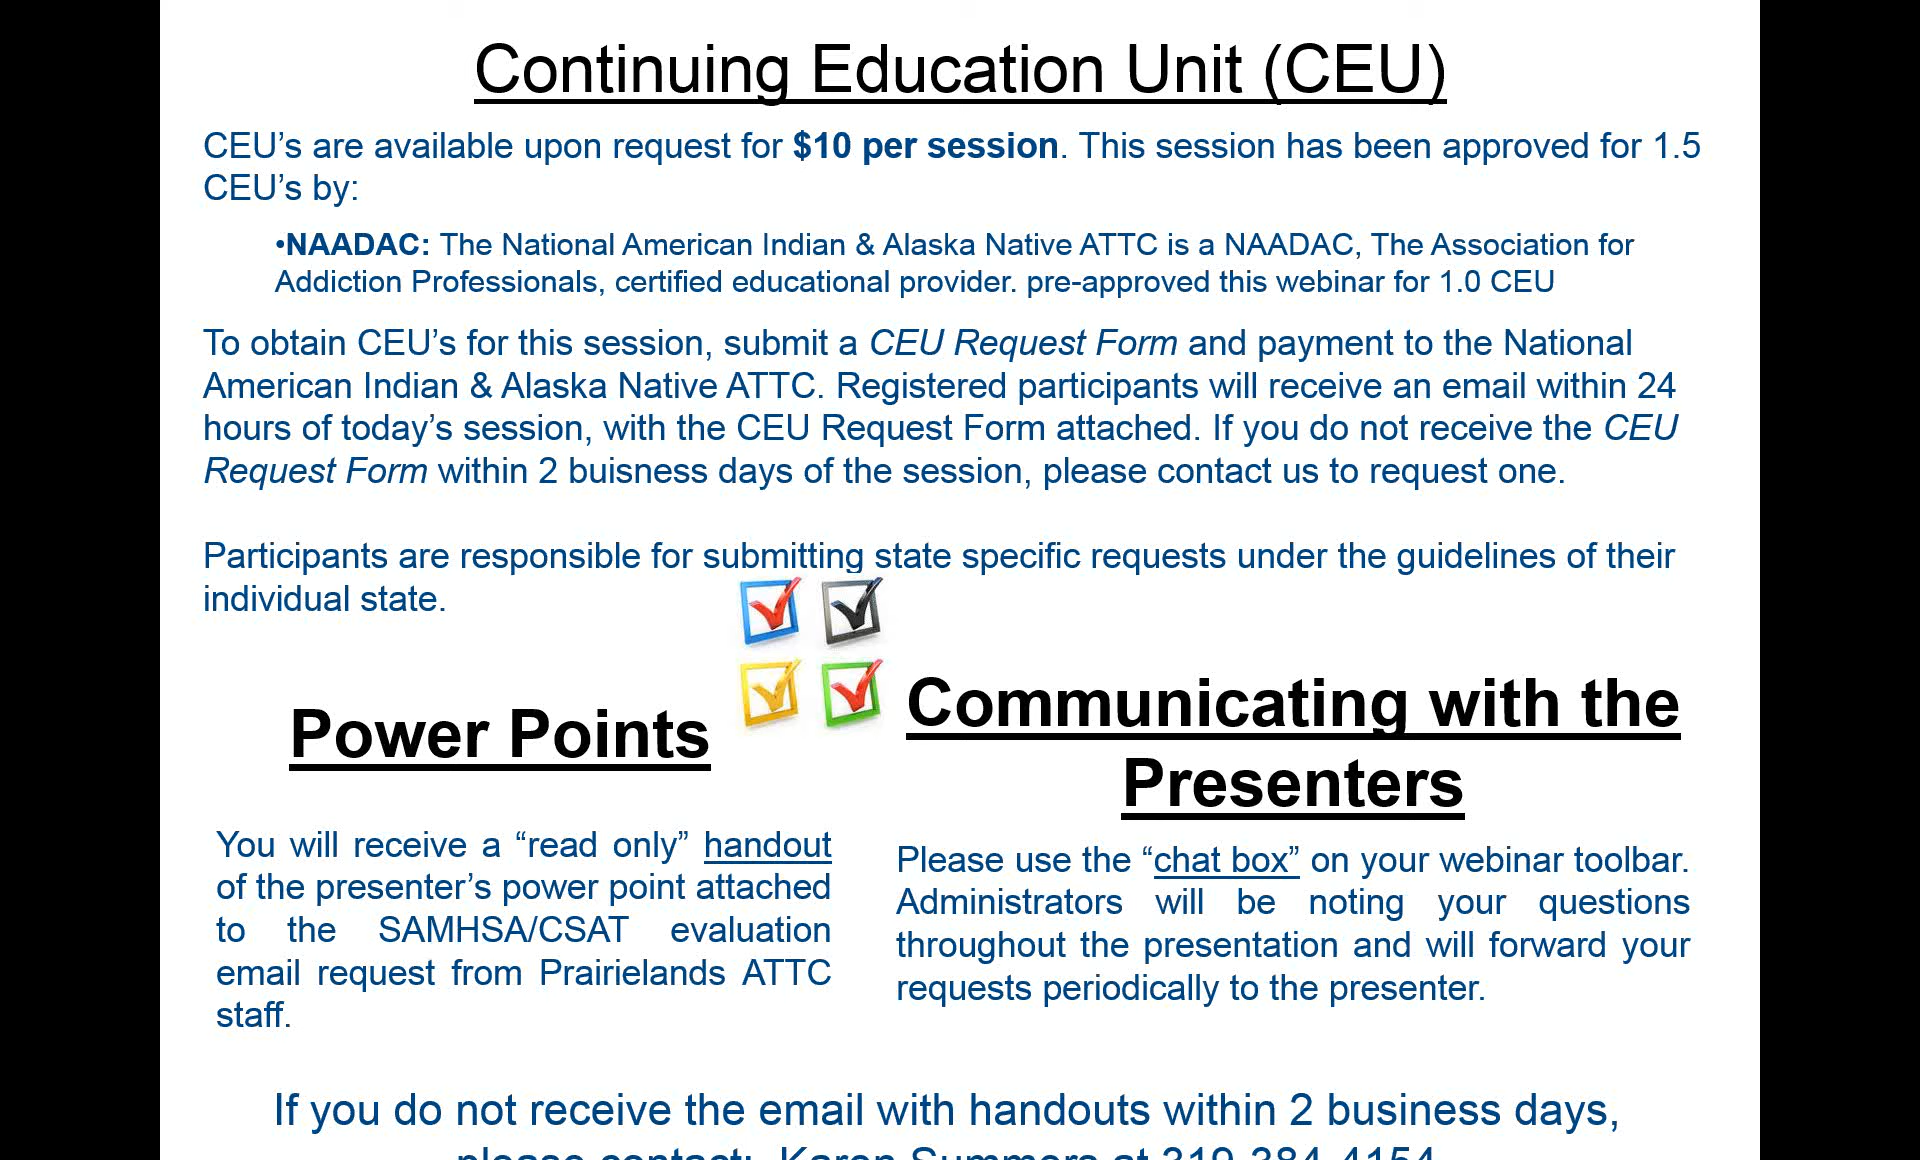 Continuing Education Unit (CEU)
CEU’s are available upon request for $10 per session. This session has been approved for 1.5
CEU’s by:
•NAADAC: The National American Indian & Alaska Native ATTC is a NAADAC, The Association for
Addiction Professionals, certified educational provider. pre-approved this webinar for 1.0 CEU
To obtain CEU’s for this session, submit a CEU Request Form and payment to the National
American Indian & Alaska Native ATTC. Registered participants will receive an email within 24
hours of today’s session, with the CEU Request Form attached. If you do not receive the CEU
Request Form within 2 buisness days of the session, please contact us to request one.
Participants are responsible for submitting state specific requests under the guidelines of their
individual state.
Power Points
You will receive a “read only” handout
of the presenter’s power point attached
to the SAMHSA/CSAT evaluation
email request from Prairielands ATTC
staff.
Communicating with the
Presenters
Please use the “chat box” on your webinar toolbar.
Administrators will be noting your questions
throughout the presentation and will forward your
requests periodically to the presenter.
If you do not receive the email with handouts within 2 business days,
please contact: Karen Summers at 319-384-4154